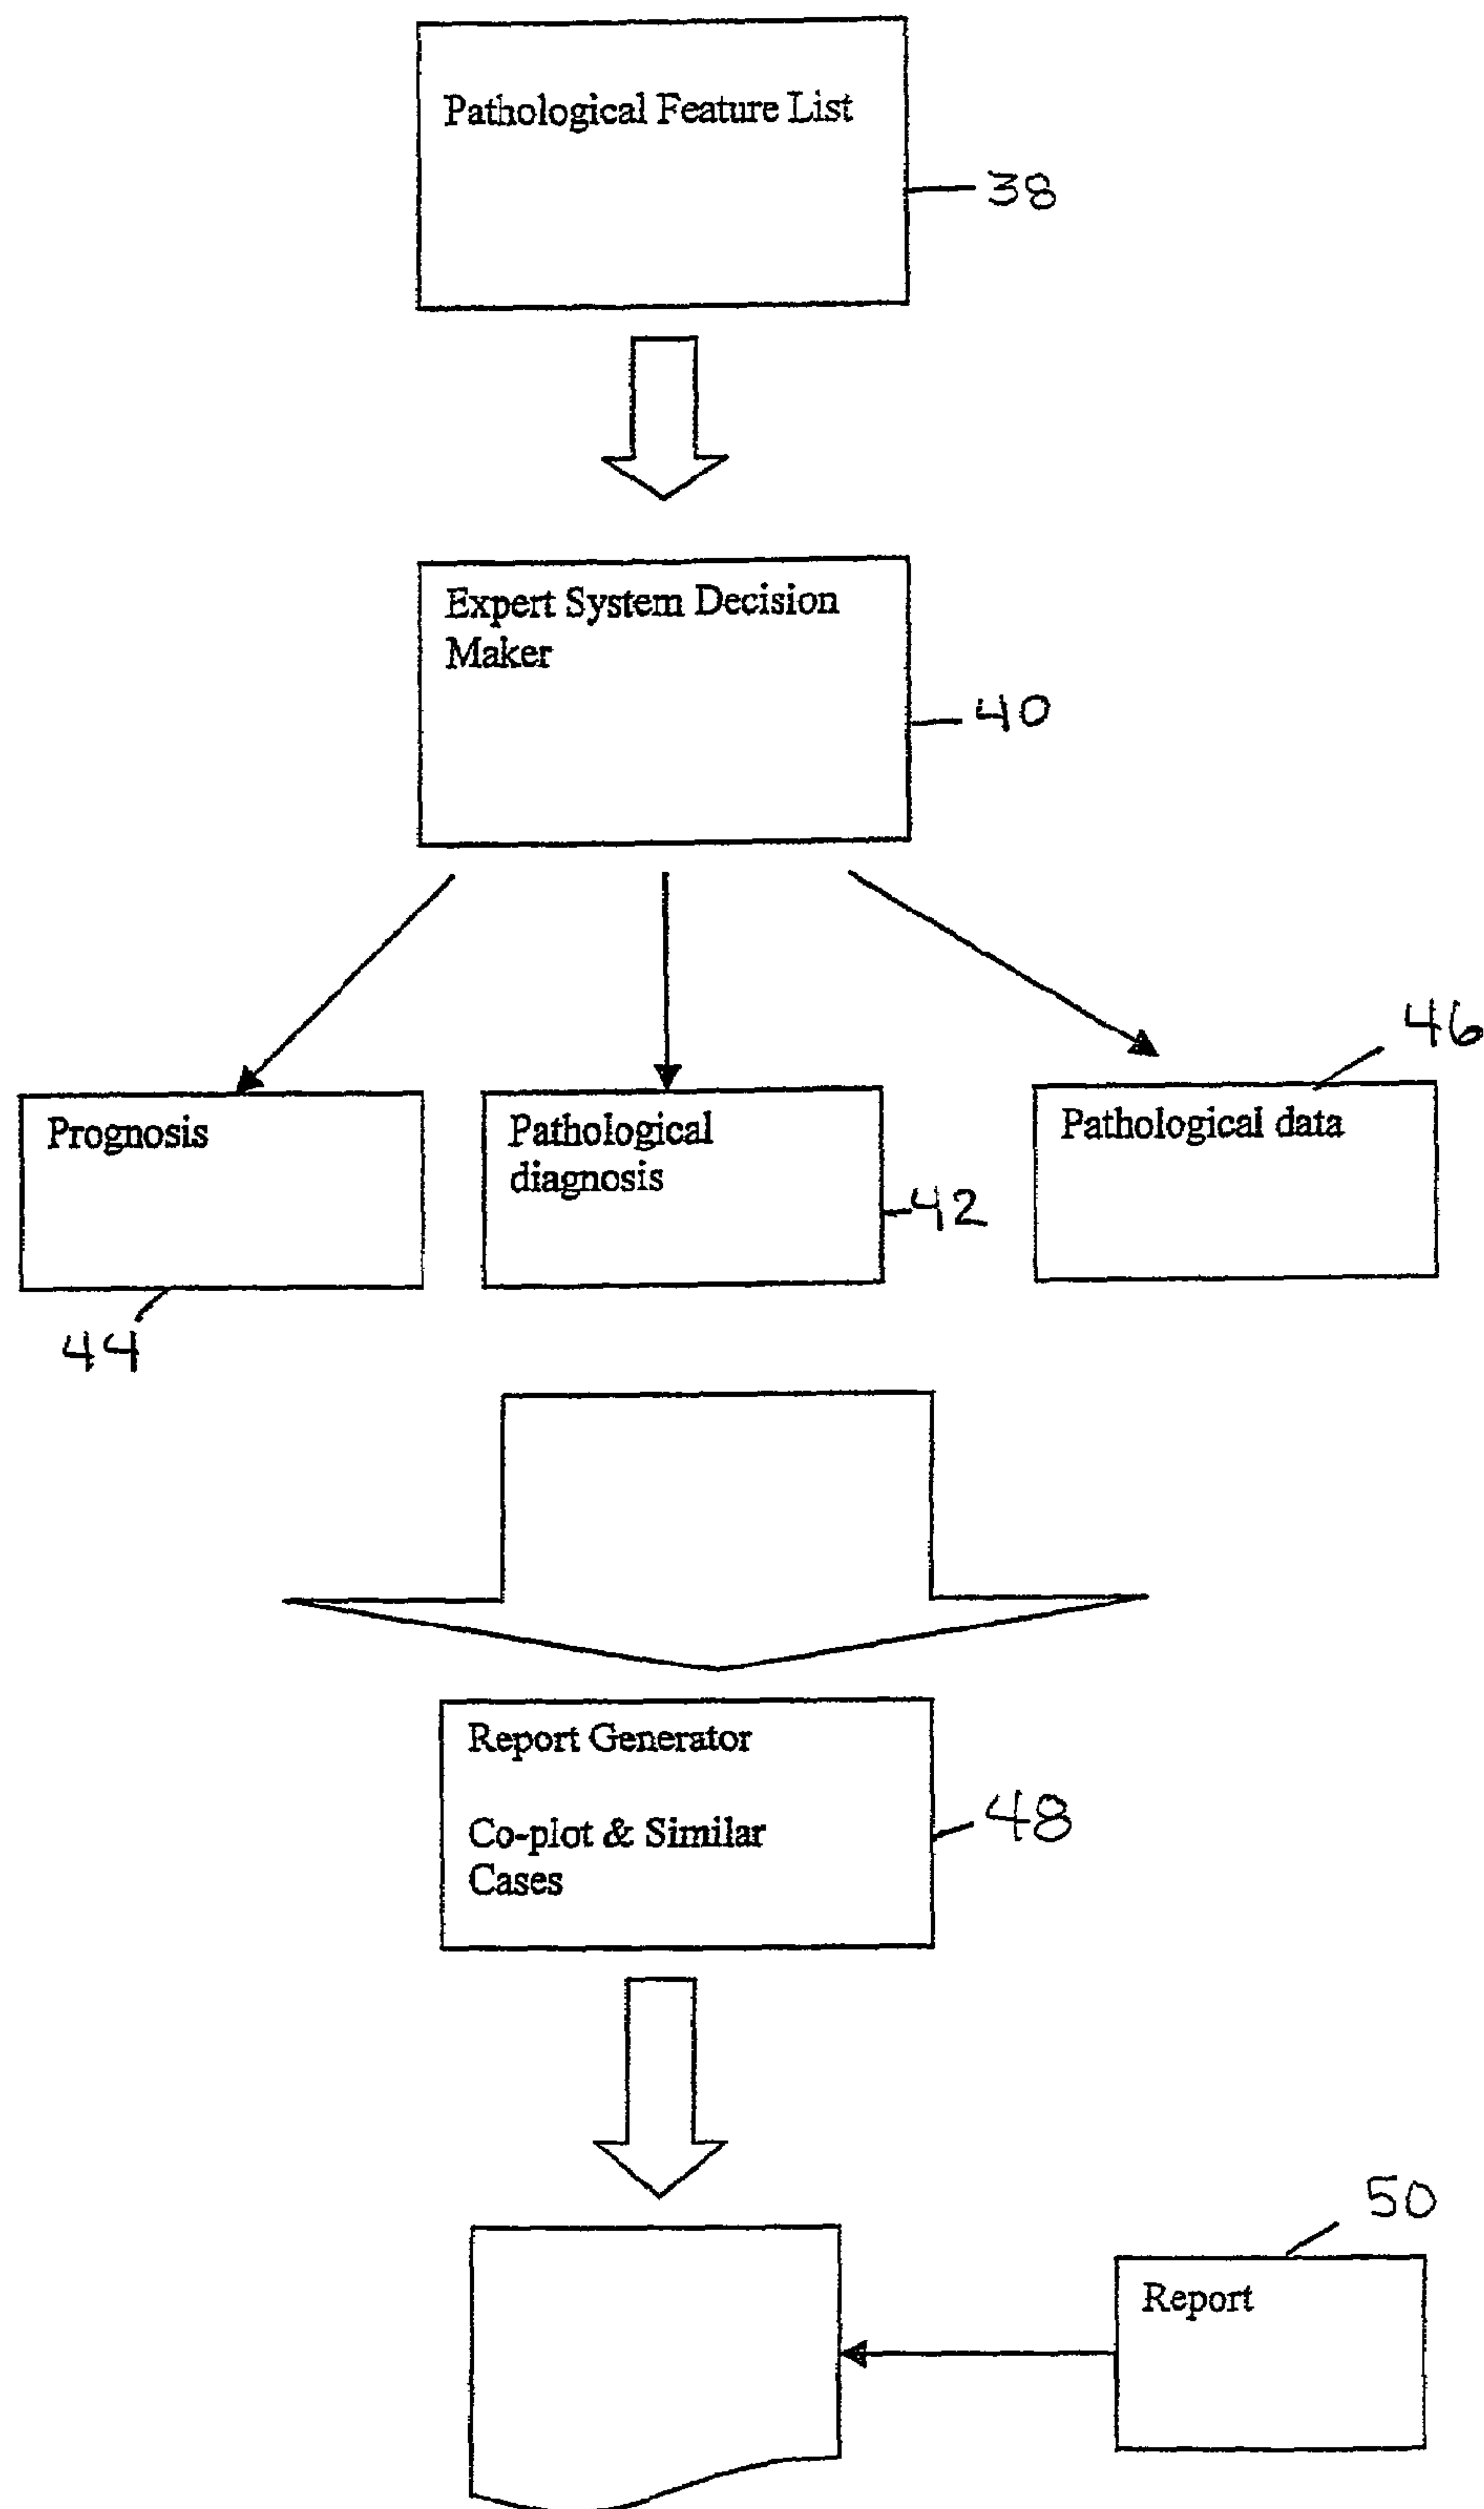 Pathological Feature List
38
Expert System Decision
Maker
40
46
Prognosis
Pathological
diagnosis
Pathological data
42
44
Report Generator
Co-plot & Similar
Cases
48
50
Report